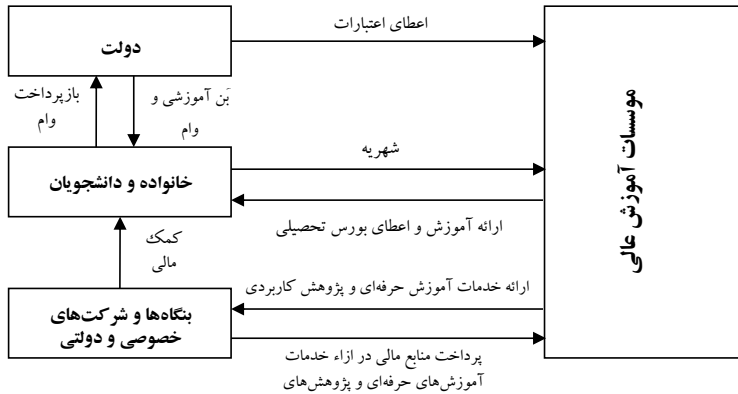 اعطای اعتبارات
دولت
بازپرداخت
وام
بَن آموزشی و
وام
موسسات آموزش عالی
شهریه
خانواده و دانشجویان
ارائه آموزش و اعطای بورس تحصیلی
کمک
مالی
ارائه خدمات آموزش حرفه‌ای و پژوهش کاربردی
بنگاه‌ها و شرکت‌های
خصوصی و دولتی
پرداخت منابع مالی در ازاء خدمات
آموزش‌های حرفه‌ای و پژوهش‌های